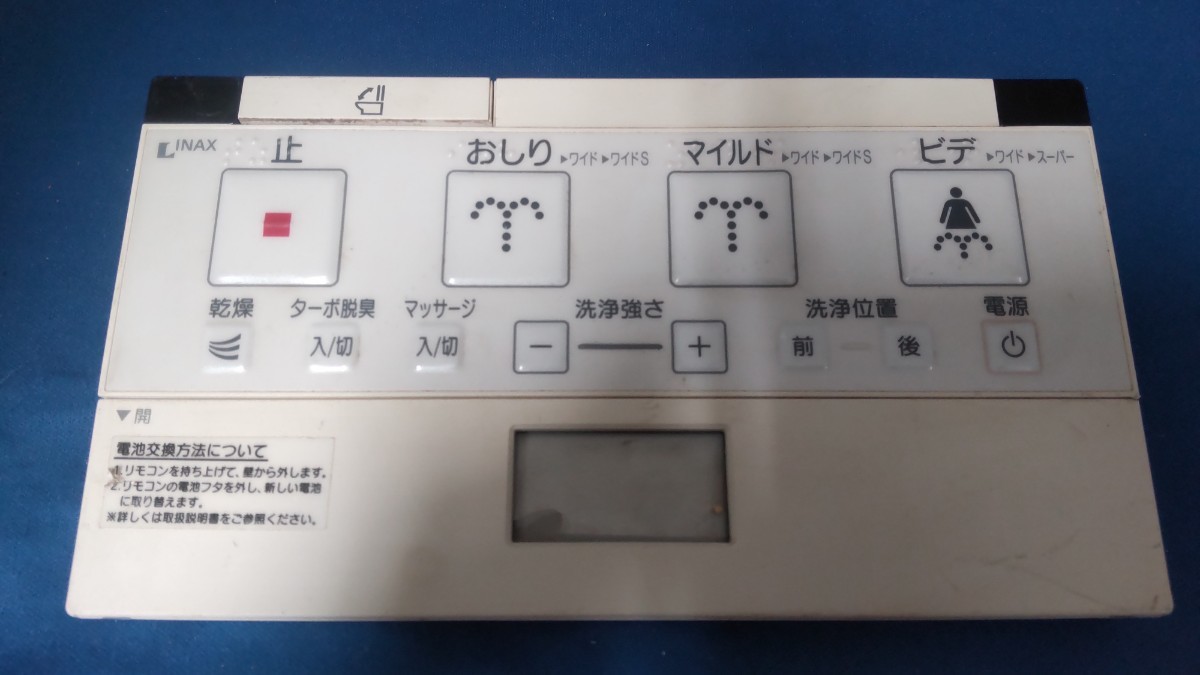 INAX
止
おしり ▶ワイド▶ワイドS
マイルド ▶ワイド▶ワイドS
ビデ ▶ワイド▶スーパー
乾燥
ターボ脱臭
マッサージ
洗浄強さ
洗浄位置
電源
入/切
入/切
−
+
前
後
▼開
電池交換方法について
1.リモコンを持ち上げて、壁から外します。
2.リモコンの電池フタを外し、新しい電池
に取り替えます。
※詳しくは取扱説明書をご参照ください。